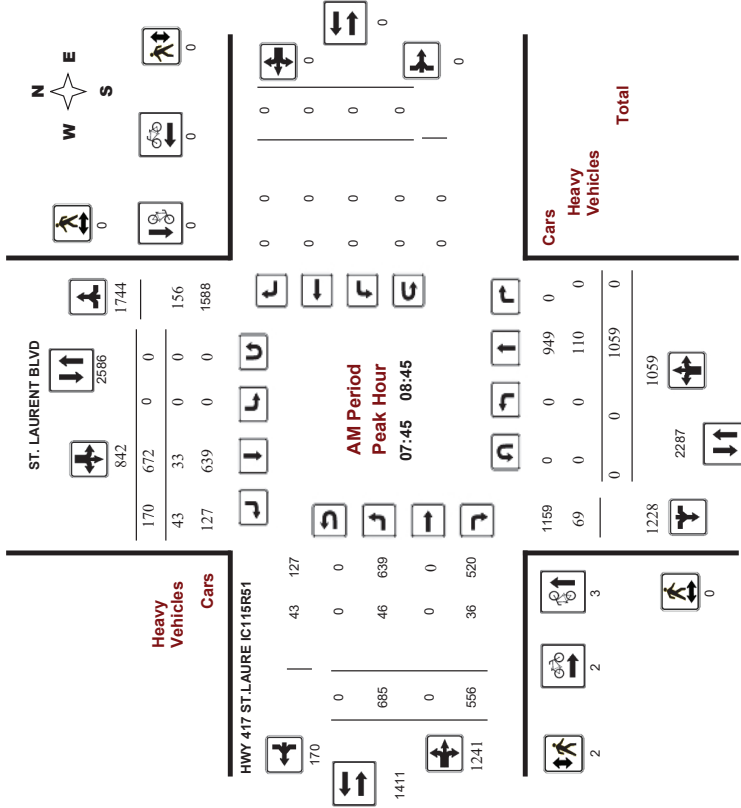 N
W
E
S
0
0
0
0
0
0
0
ST. LAURENT BLVD
2586
842
1744
170 672 0 0
43 33 0 0 156
127 639 0 0 1588
Heavy
Vehicles
Cars
0 0 0
0 0 0
0 0 0
0 0 0
0 0
AM Period
Peak Hour
07:45 08:45
HWY 417 ST.LAURE IC115R51
43 127
170
0 0 0
685 46 639
1411
0 0 0
556 36 520
1241
Cars
Heavy
Vehicles
Total
1159 0 0 949 0
69 0 0 110 0
0 0 1059 0
1228
1059
2287
2
2
3
0